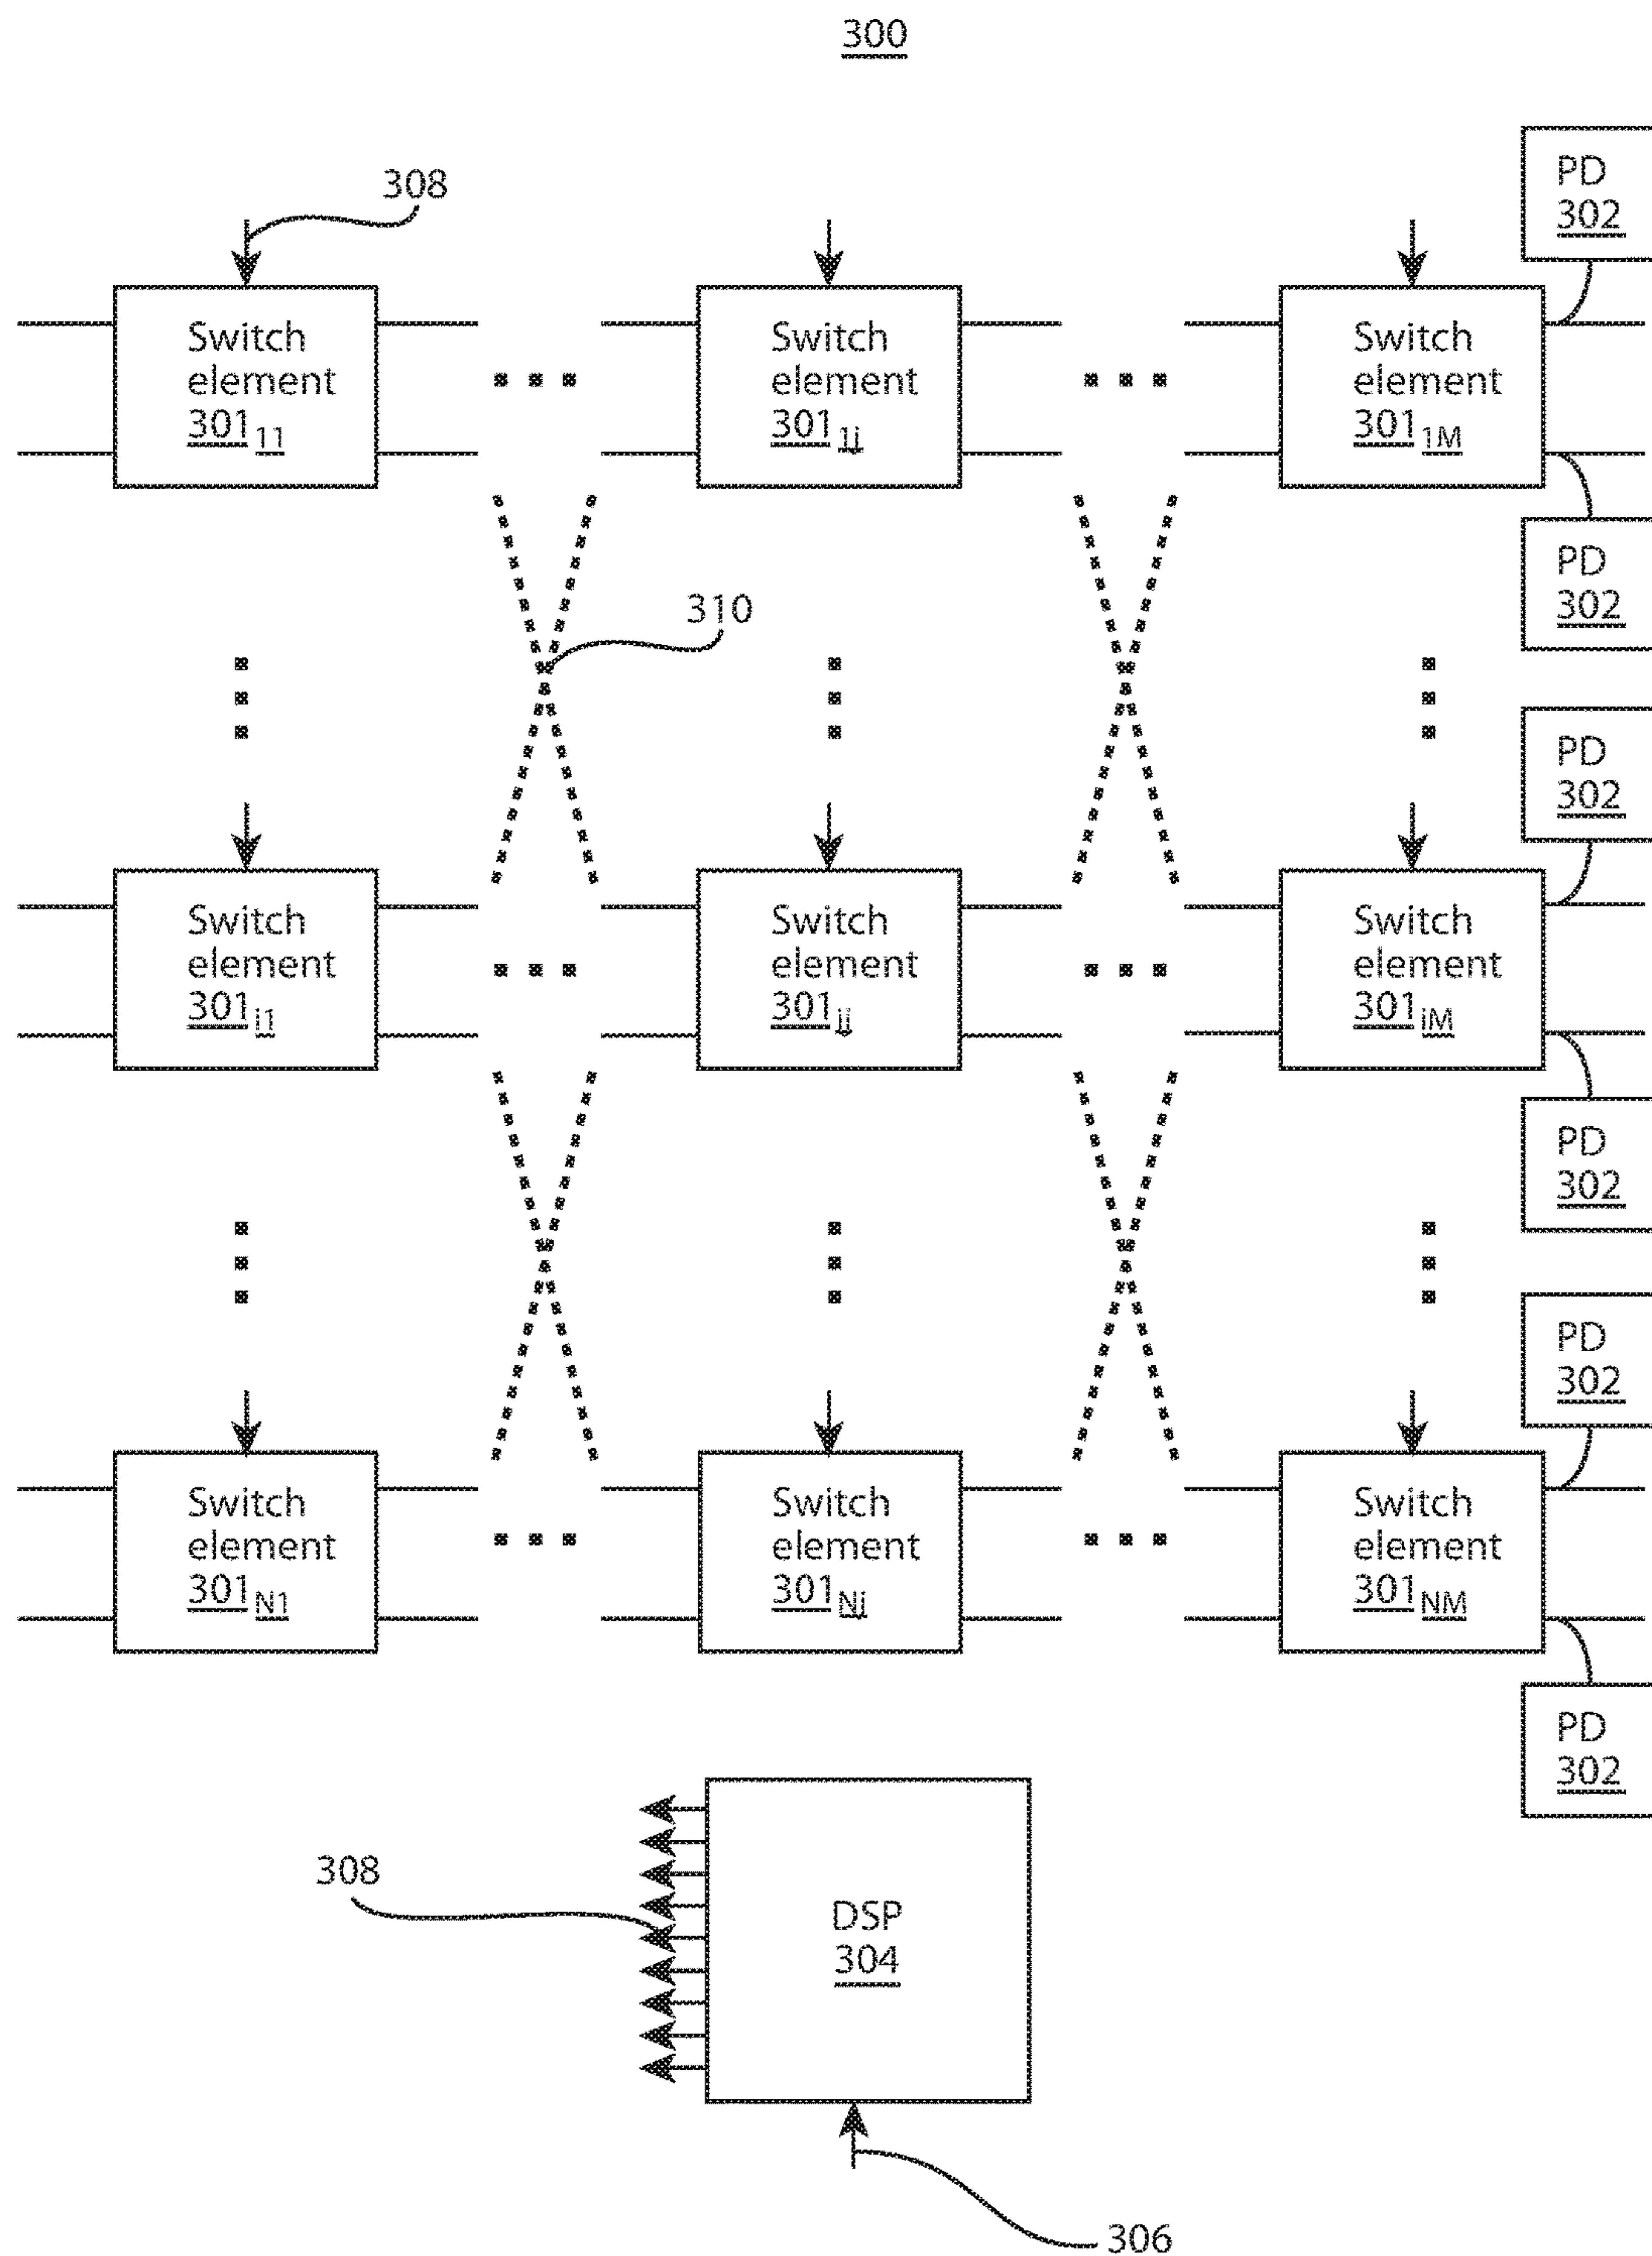 300
308
PD
302
Switch
element
301 11
Switch
element
301 1j
Switch
element
301 1M
PD
302
310
PD
302
Switch
element
301 i1
Switch
element
301 ij
Switch
element
301 iM
PD
302
PD
302
Switch
element
301 N1
Switch
element
301 Nj
Switch
element
301 NM
PD
302
308
DSP
304
306